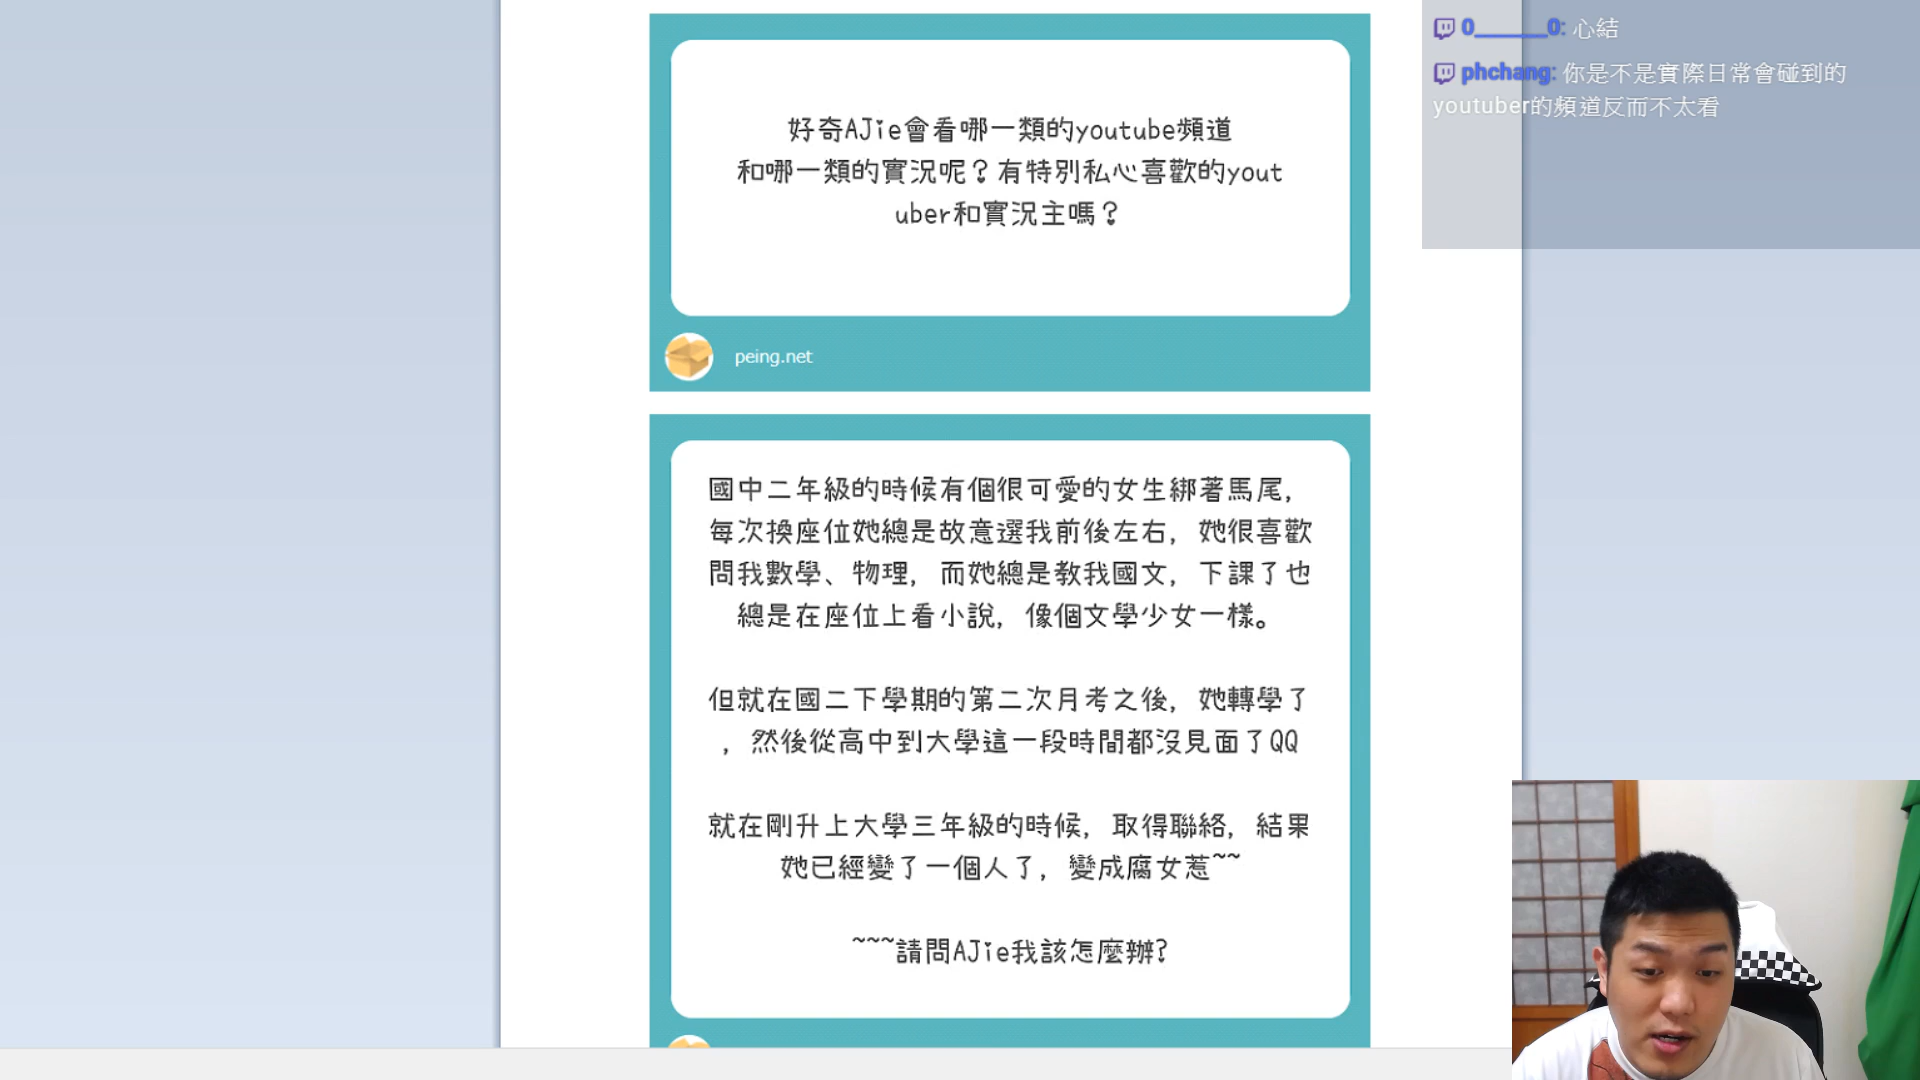 好奇AJie會看哪一類的youtube頻道
和哪一類的實況呢？有特別私心喜歡的yout
uber和實況主嗎？
peing.net
國中二年級的時候有個很可愛的女生綁著馬尾,
每次換座位她總是故意選我前後左右, 她很喜歡
問我數學、物理, 而她總是教我國文, 下課了也
總是在座位上看小說, 像個文學少女一樣。
但就在國二下學期的第二次月考之後, 她轉學了
, 然後從高中到大學這一段時間都沒見面了QQ
就在剛升上大學三年級的時候, 取得聯絡, 結果
她已經變了一個人了, 變成腐女惹~~
~~~請問AJie我該怎麼辦?
0______0: 心結
phchang: 你是不是實際日常會碰到的
youtuber的頻道反而不太看